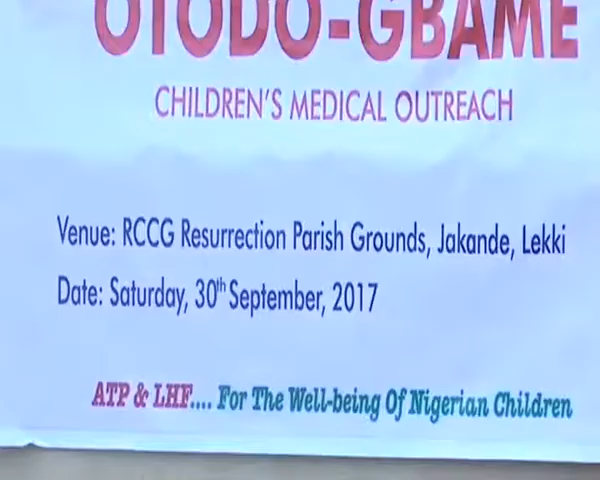 OTODO-GBAME
CHILDREN'S MEDICAL OUTREACH
Venue: RCCG Resurrection Parish Grounds, Jakande, Lekki
Date: Saturday, 30th September, 2017
ATP & LHF.... For The Well-being Of Nigerian Children